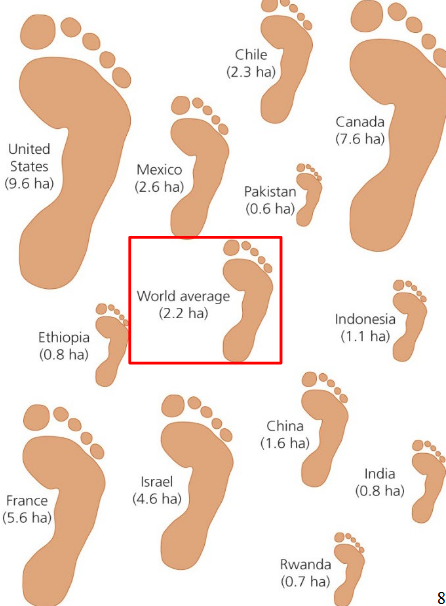 Chile
(2.3 ha)
Canada
(7.6 ha)
United
States
(9.6 ha)
Mexico
(2.6 ha)
Pakistan
(0.6 ha)
World average
(2.2 ha)
Ethiopia
(0.8 ha)
Indonesia
(1.1 ha)
China
(1.6 ha)
Israel
(4.6 ha)
India
(0.8 ha)
France
(5.6 ha)
Rwanda
(0.7 ha)
8